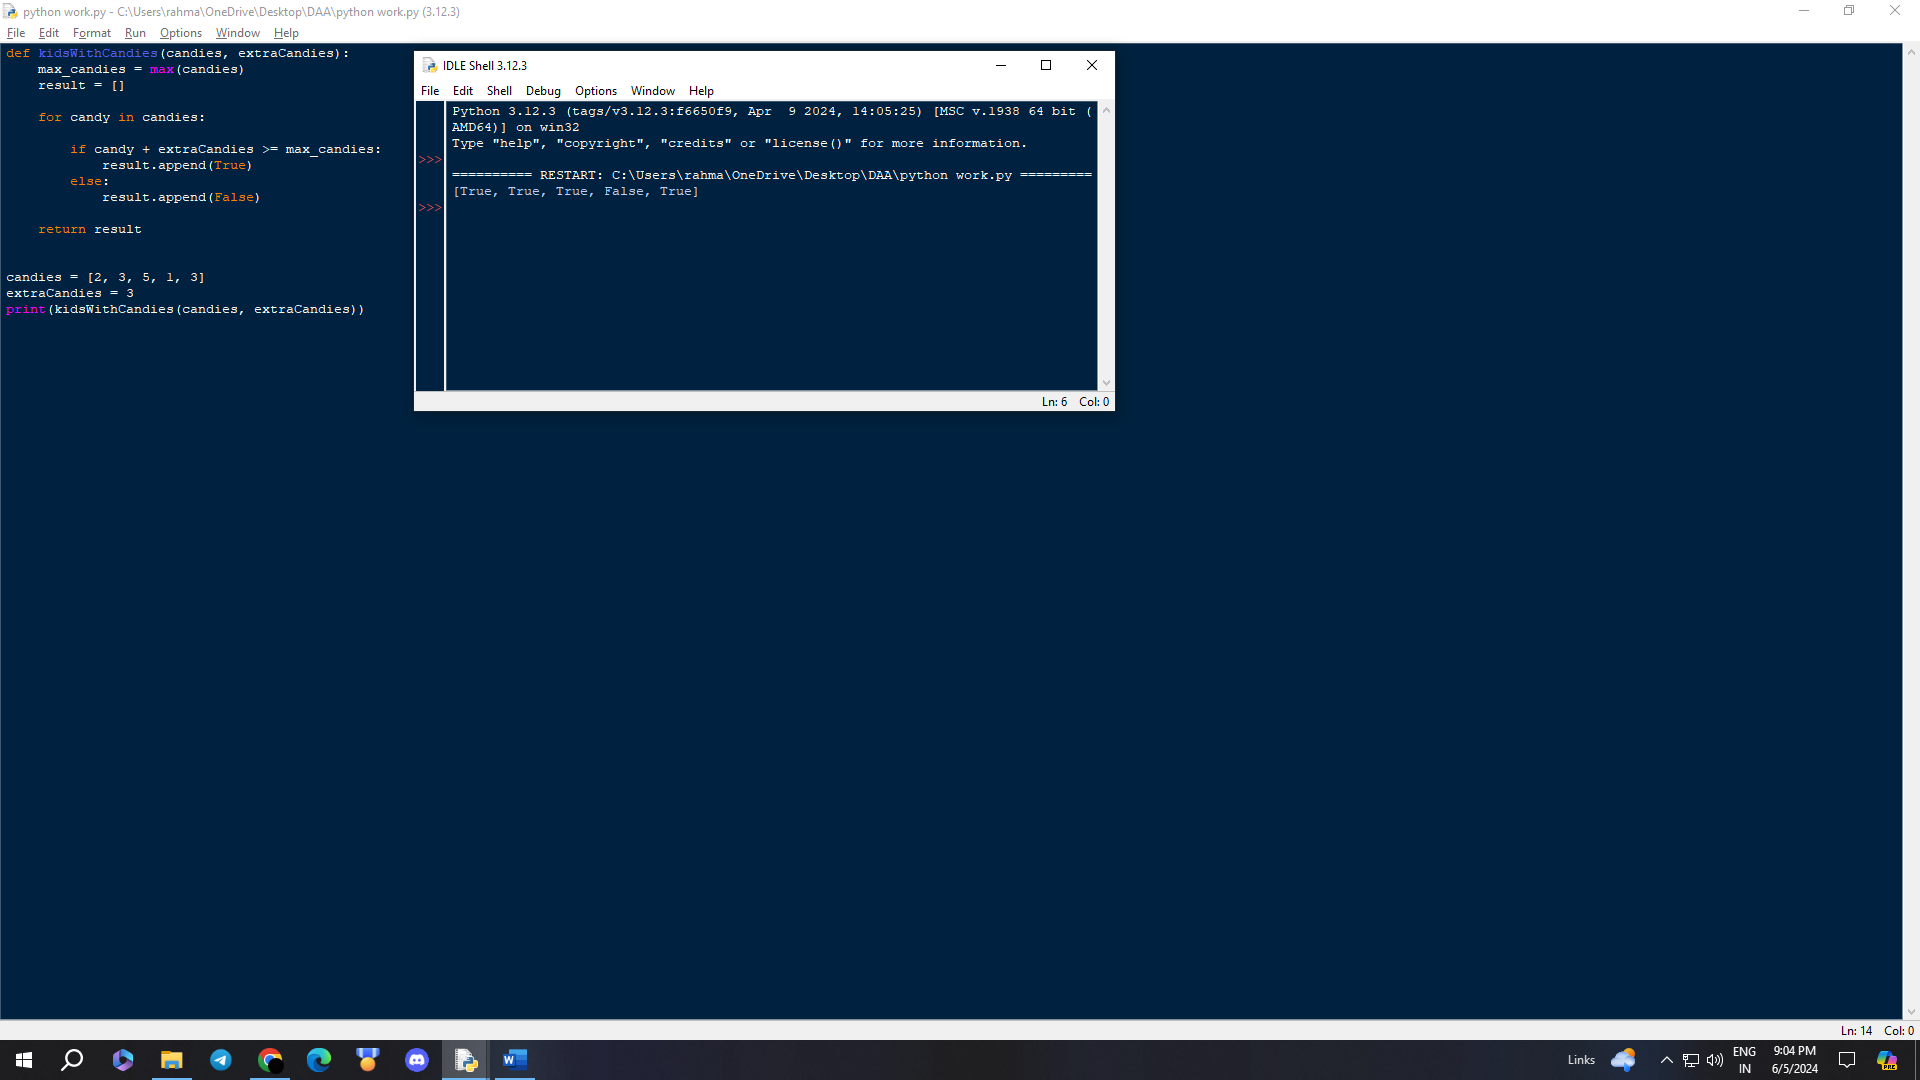 python work.py - C:\Users\rahma\OneDrive\Desktop\DAA\python work.py (3.12.3)
File Edit Format Run Options Window Help
def kidsWithCandies(candies, extraCandies):
    max_candies = max(candies)
    result = []
    for candy in candies:
        if candy + extraCandies >= max_candies:
            result.append(True)
        else:
            result.append(False)
    return result
candies = [2, 3, 5, 1, 3]
extraCandies = 3
print(kidsWithCandies(candies, extraCandies))
IDLE Shell 3.12.3
File Edit Shell Debug Options Window Help
Python 3.12.3 (tags/v3.12.3:f6650f9, Apr  9 2024, 14:05:25) [MSC v.1938 64 bit (
AMD64)] on win32
Type "help", "copyright", "credits" or "license()" for more information.
>>>
========== RESTART: C:\Users\rahma\OneDrive\Desktop\DAA\python work.py =========
[True, True, True, False, True]
>>>
Ln: 6 Col: 0
Ln: 14 Col: 0
Links
ENG
IN
9:04 PM
6/5/2024
PRE